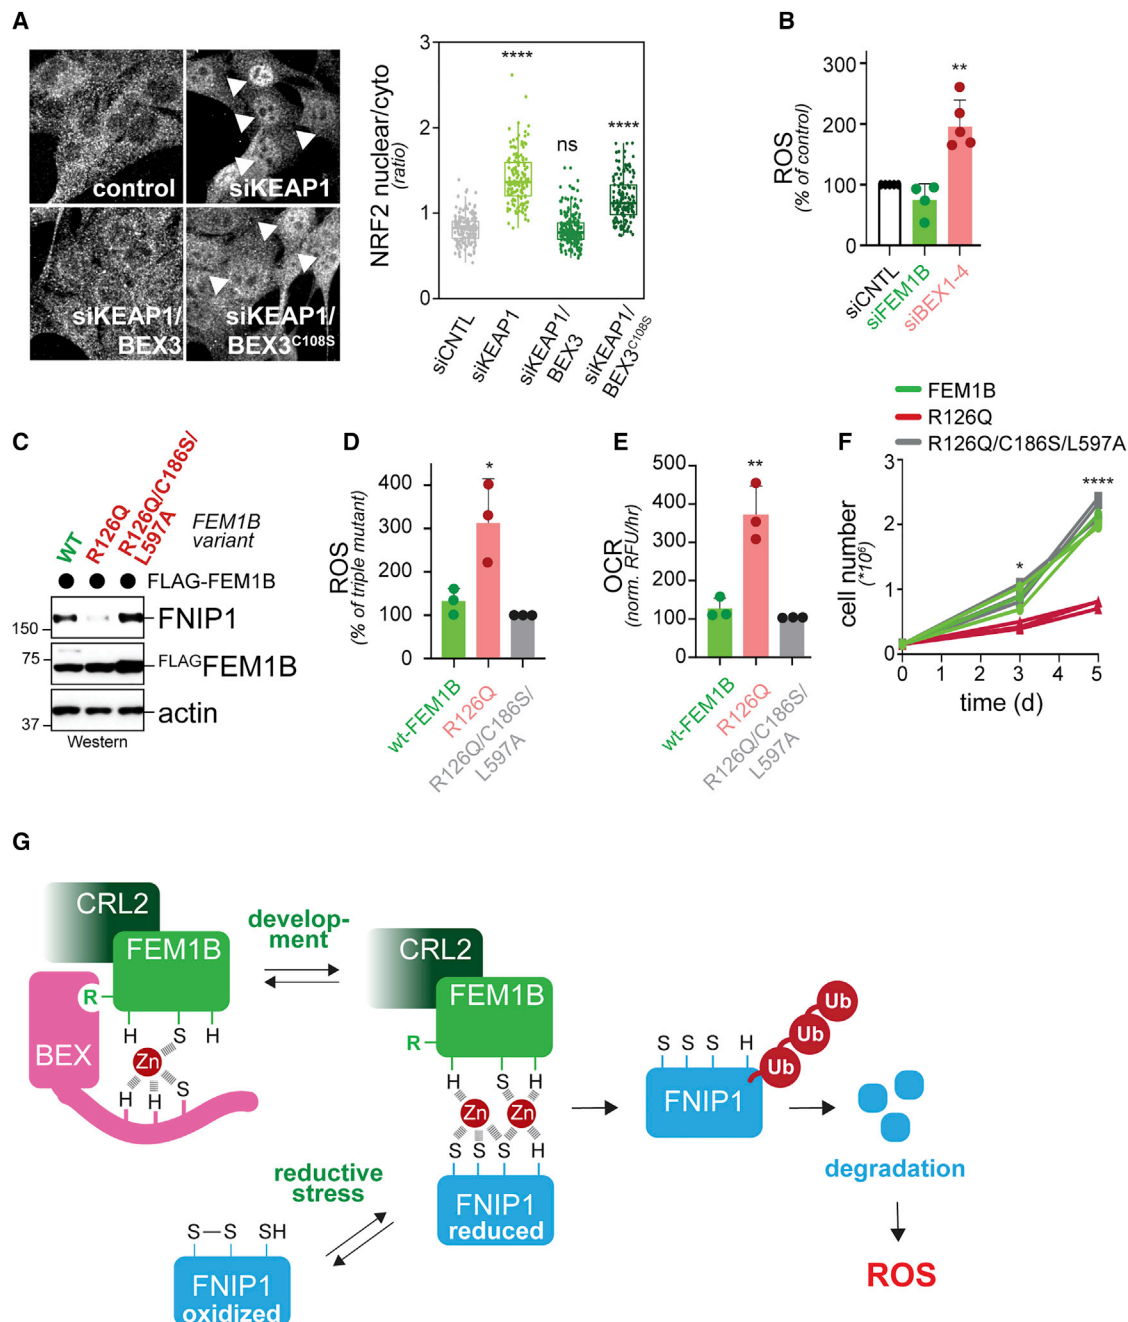 A
control
siKEAP1
siKEAP1/
BEX3
siKEAP1/
BEX3C108S
NRF2 nuclear/cyto
(ratio)
3
2
1
0
****
ns
****
siCNTL
siKEAP1
siKEAP1/
BEX3
siKEAP1/
BEX3C108S
B
ROS
(% of control)
300
200
100
0
**
siCNTL
siFEM1B
siBEX1-4
C
WT
R126Q
R126Q/C186S/
L597A
FEM1B
variant
FLAG-FEM1B
FNIP1
150
75
FLAGFEM1B
actin
37
Western
D
ROS
(% of triple mutant)
400
300
200
100
0
*
wt-FEM1B
R126Q
R126Q/C186S/
L597A
E
OCR
(norm. RFU/hr)
500
400
300
200
100
0
**
wt-FEM1B
R126Q
R126Q/C186S/
L597A
FEM1B
R126Q
R126Q/C186S/L597A
F
cell number
(*10⁶)
3
2
1
0
*
****
0 1 2 3 4 5
time (d)
G
CRL2
FEM1B
R
BEX
H S H
Zn
H H S
develop-
ment
CRL2
FEM1B
R
H S H
Zn Zn
S S S H
FNIP1
reduced
reductive
stress
S–S SH
FNIP1
oxidized
S S S H
FNIP1
Ub
Ub
Ub
degradation
ROS